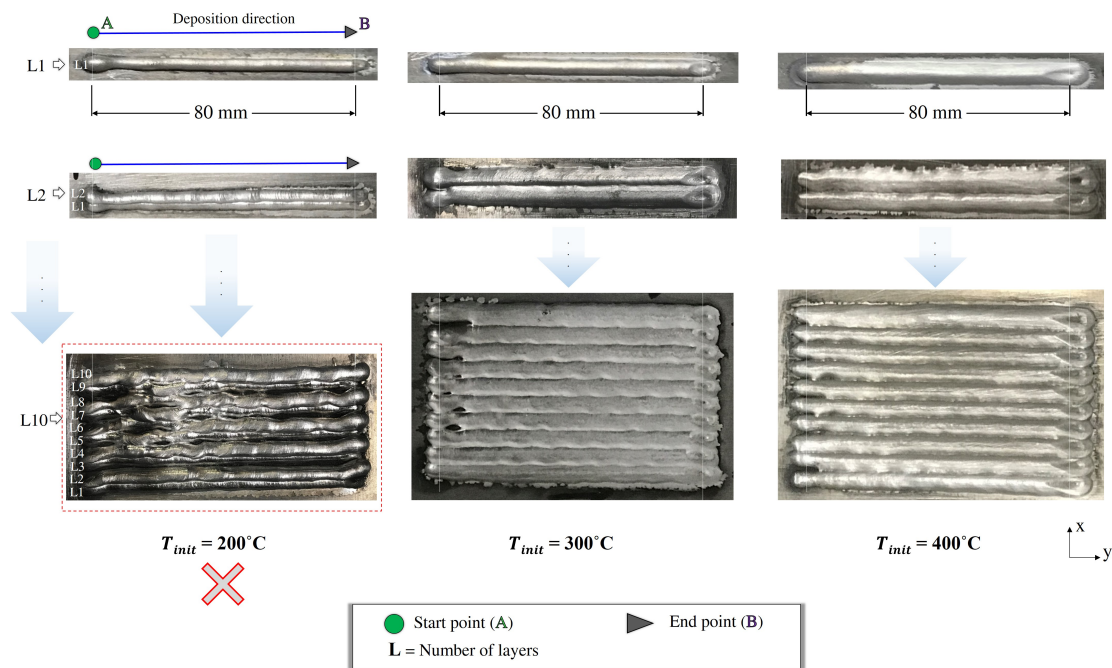 A
Deposition direction
B
L1
L1
80 mm
80 mm
80 mm
L2
L2
L1
L10
L10
L9
L8
L7
L6
L5
L4
L3
L2
L1
T_init = 200°C
T_init = 300°C
T_init = 400°C
x
y
Start point (A)
End point (B)
L = Number of layers